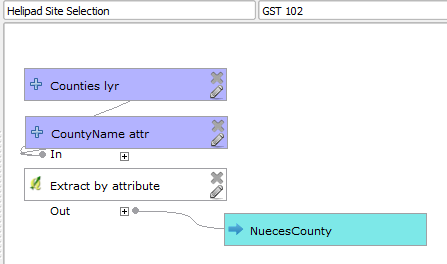 Helipad Site Selection
GST 102
Counties lyr
CountyName attr
In
Extract by attribute
Out
NuecesCounty